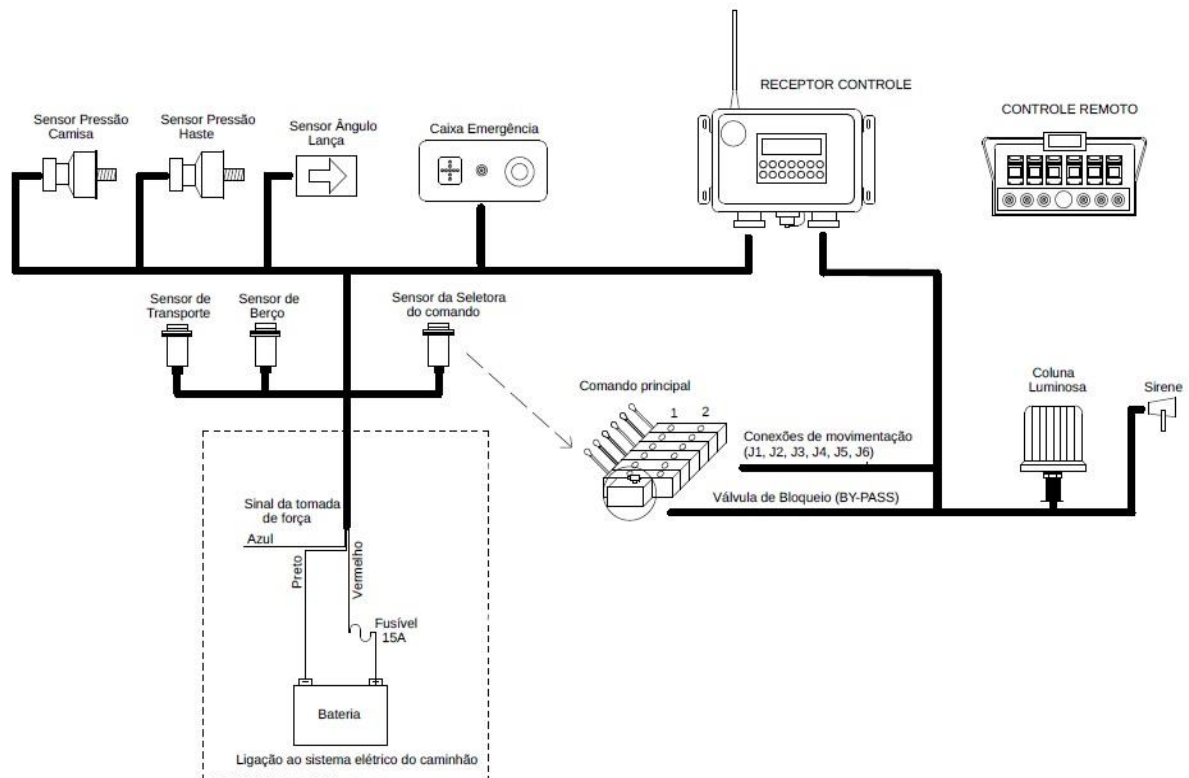 RECEPTOR CONTROLE
CONTROLE REMOTO
Sensor Pressão
Camisa
Sensor Pressão
Haste
Sensor Ângulo
Lança
Caixa Emergência
Sensor de
Transporte
Sensor de
Berço
Sensor da Seletora
do comando
Comando principal
1
2
Conexões de movimentação
(J1, J2, J3, J4, J5, J6)
Válvula de Bloqueio (BY-PASS)
Coluna
Luminosa
Sirene
Sinal da tomada
de força
Azul
Preto
Vermelho
Fusível
15A
Bateria
Ligação ao sistema elétrico do caminhão